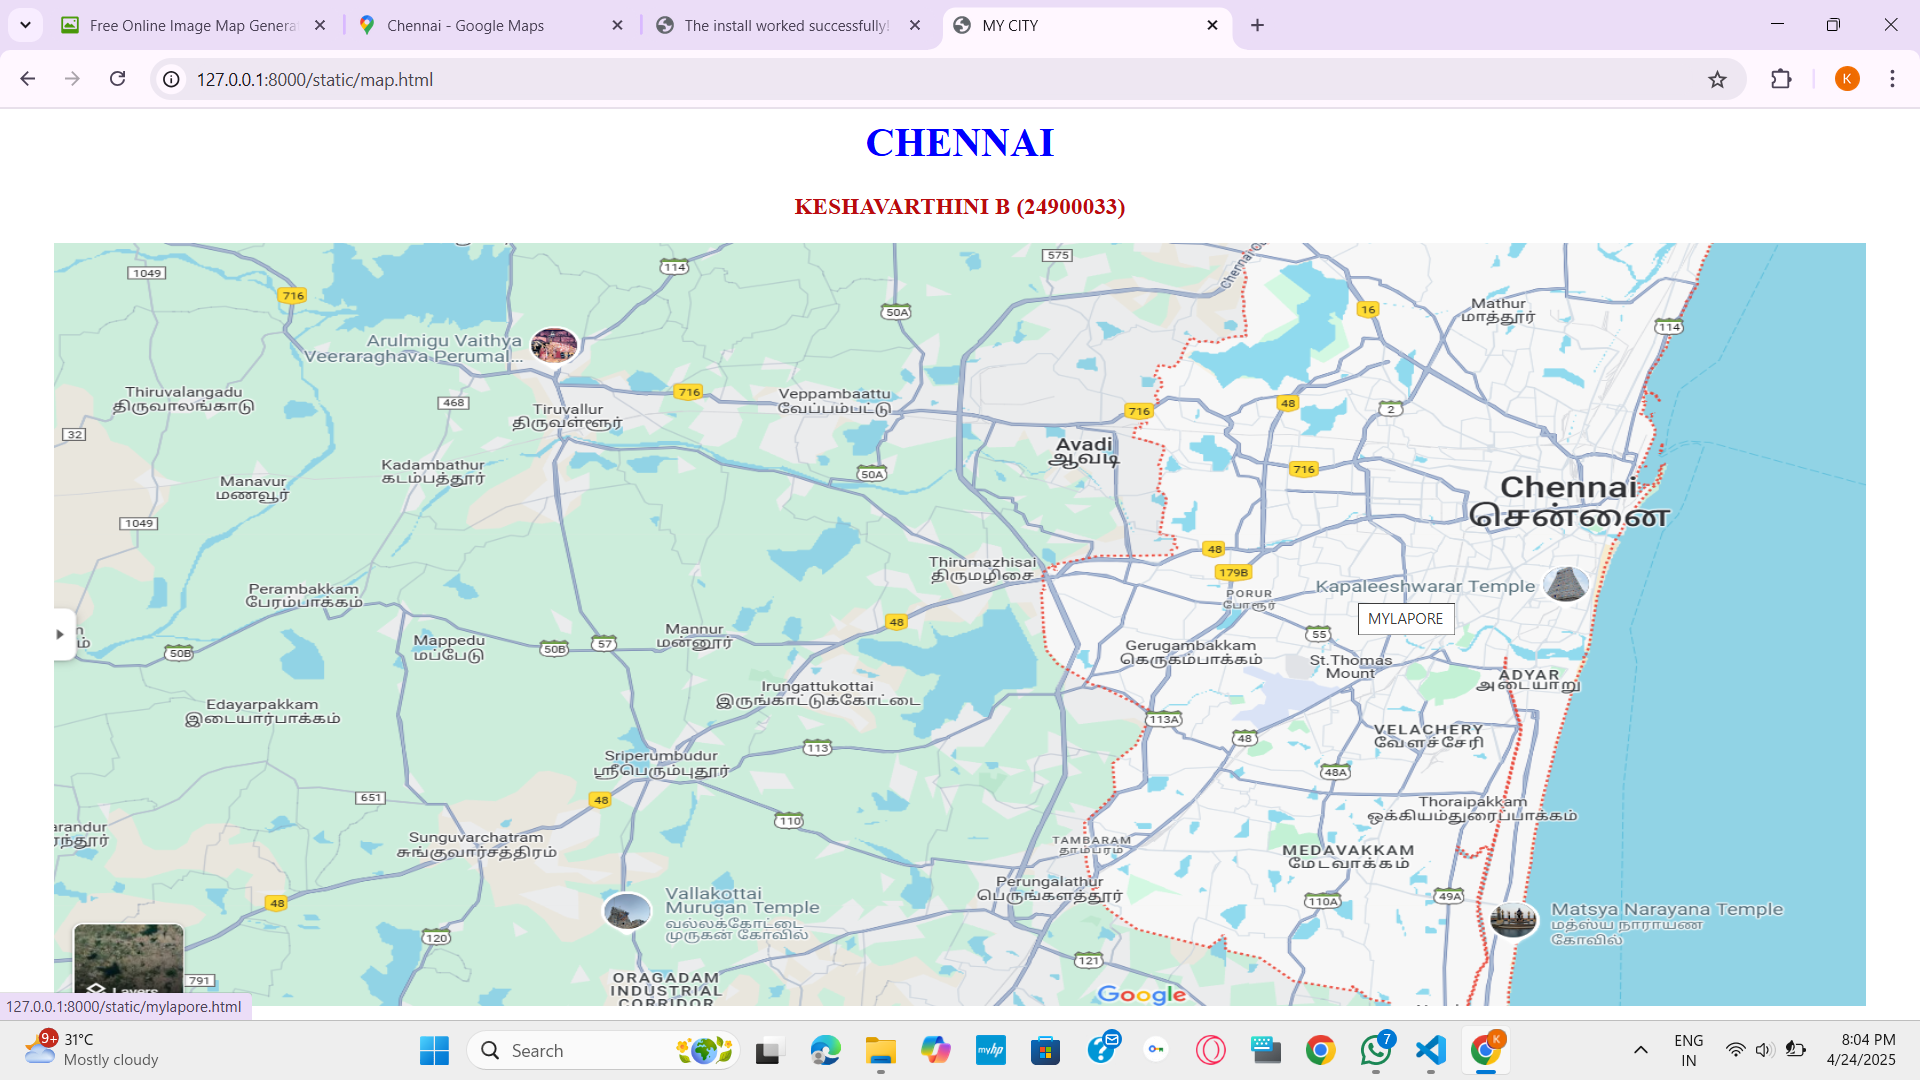 Free Online Image Map Genera
Chennai - Google Maps
The install worked successfully!
MY CITY
127.0.0.1:8000/static/map.html
K
CHENNAI
KESHAVARTHINI B (24900033)
575
1049
114
716
50A
16
Mathur
மாத்தூர்
114
Arulmigu Vaithya
Veeraraghava Perumal...
Thiruvalangadu
திருவாலங்காடு
468
716
Veppambaattu
வேப்பம்பட்டு
716
48
2
Tiruvallur
திருவள்ளூர்
32
Avadi
ஆவடி
Kadambathur
கடம்பத்தூர்
50A
716
Manavur
மணவூர்
Chennai
சென்னை
1049
48
Thirumazhisai
திருமழிசை
179B
Kapaleeshwarar Temple
Perambakkam
பேரம்பாக்கம்
PORUR
போரூர்
MYLAPORE
48
Mannur
மன்னூர்
Mappedu
மப்பேடு
50B
57
50B
55
Gerugambakkam
கெருகம்பாக்கம்
St.Thomas
Mount
ADYAR
அடையாறு
Irungattukottai
இருங்காட்டுக்கோட்டை
Edayarpakkam
இடையார்பாக்கம்
113A
48
VELACHERY
வேளச்சேரி
113
Sriperumbudur
ஸ்ரீபெரும்புதூர்
48A
651
48
Thoraipakkam
ஒக்கியம்துரைப்பாக்கம்
110
arandur
Sunguvarchatram
சுங்குவார்சத்திரம்
TAMBARAM
தாம்பரம்
MEDAVAKKAM
மேடவாக்கம்
Perungalathur
பெருங்களத்தூர்
Vallakottai
Murugan Temple
வல்லக்கோட்டை
முருகன் கோவில்
110A
49A
48
Matsya Narayana Temple
மத்ஸ்ய நாராயண
கோவில்
120
121
791
ORAGADAM
INDUSTRIAL
CORRIDOR
Layers
Google
127.0.0.1:8000/static/mylapore.html
9+
31°C
Mostly cloudy
Search
myhp
7
K
ENG
IN
8:04 PM
4/24/2025